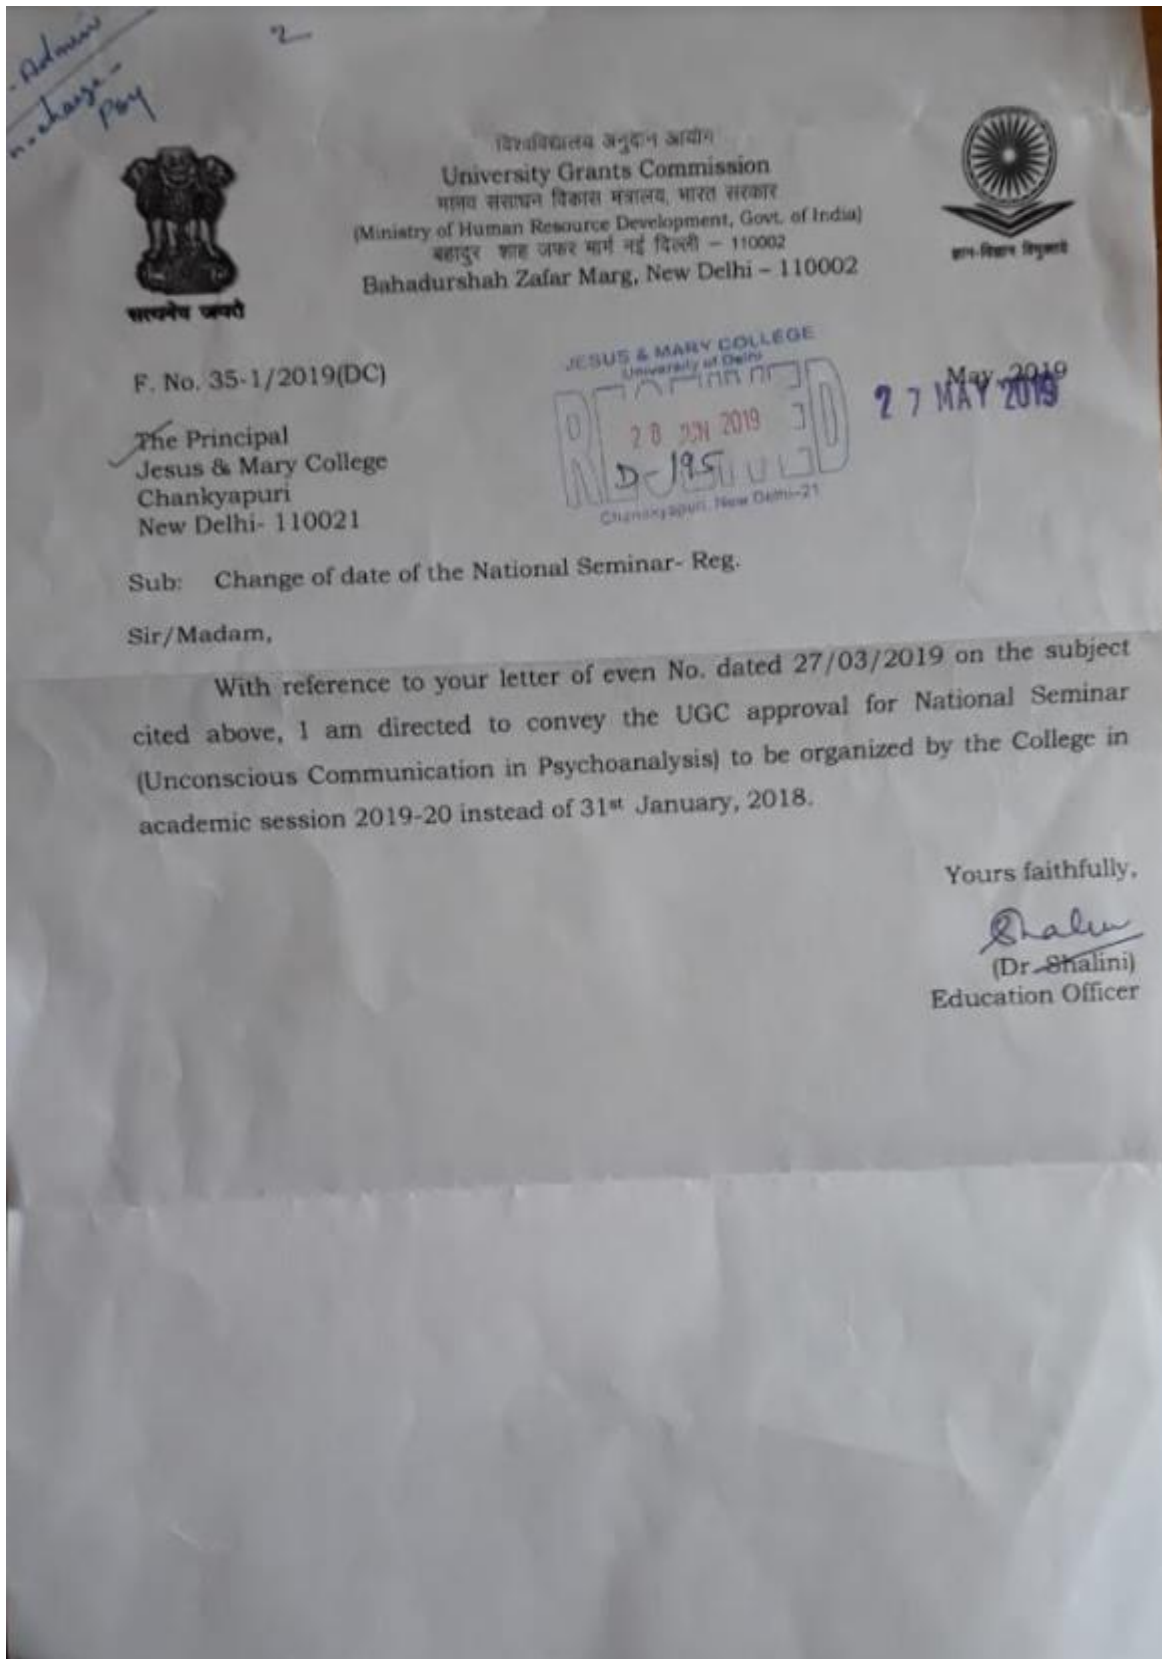 - Admin
2
Psy
विश्वविद्यालय अनुदान आयोग
University Grants Commission
मानव संसाधन विकास मंत्रालय, भारत सरकार
(Ministry of Human Resource Development, Govt. of India)
बहादुर शाह जफर मार्ग नई दिल्ली – 110002
Bahadurshah Zafar Marg, New Delhi – 110002
सत्यमेव जयते
ज्ञान-विज्ञान विमुक्तये
JESUS & MARY COLLEGE
University of Delhi
F. No. 35-1/2019(DC)
May, 2019
27 MAY 2019
28 JUN 2019
D-195
Chanakyapuri, New Delhi-21
The Principal
Jesus & Mary College
Chankyapuri
New Delhi- 110021
Sub: Change of date of the National Seminar- Reg.
Sir/Madam,
With reference to your letter of even No. dated 27/03/2019 on the subject
cited above, I am directed to convey the UGC approval for National Seminar
(Unconscious Communication in Psychoanalysis) to be organized by the College in
academic session 2019-20 instead of 31st January, 2018.
Yours faithfully,
(Dr. Shalini)
Education Officer